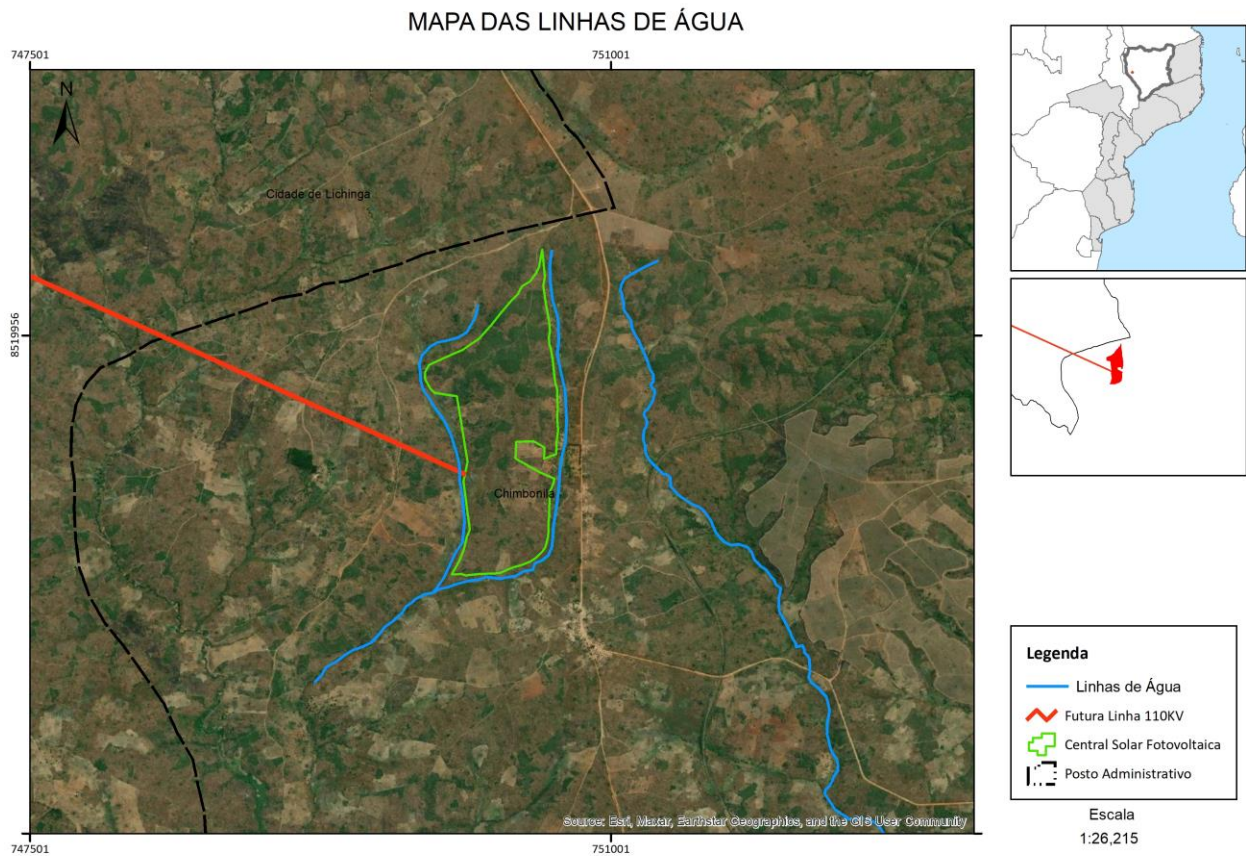 MAPA DAS LINHAS DE ÁGUA
747501
751001
N
Cidade de Lichinga
8519956
8519956
Chimbonila
Source: Esri, Maxar, Earthstar Geographics, and the GIS User Community
747501
751001
Legenda
Linhas de Água
Futura Linha 110KV
Central Solar Fotovoltaica
Posto Administrativo
Escala
1:26,215